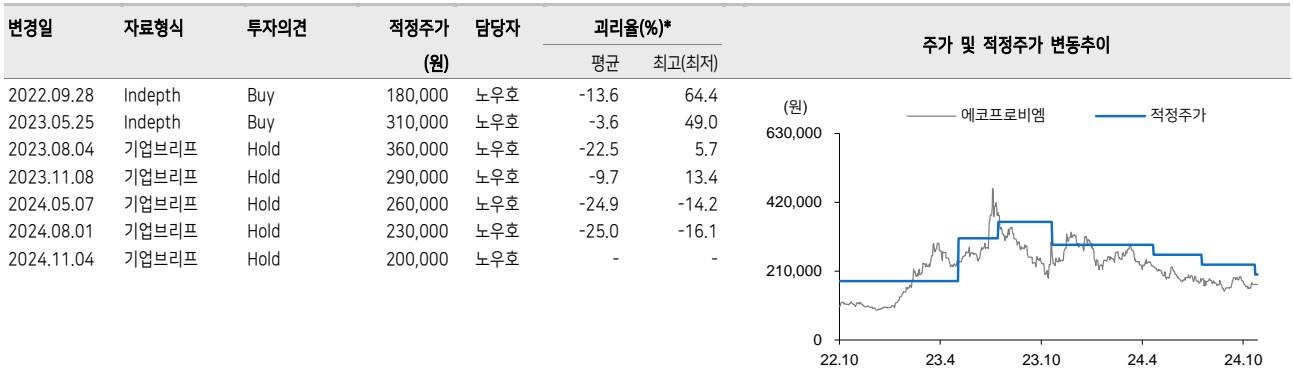 변경일 자료형식 투자의견 적정주가 담당자 괴리율(%)* 주가 및 적정주가 변동추이
(원) 평균 최고(최저)
2022.09.28 Indepth Buy 180,000 노우호 -13.6 64.4
2023.05.25 Indepth Buy 310,000 노우호 -3.6 49.0
2023.08.04 기업브리프 Hold 360,000 노우호 -22.5 5.7
2023.11.08 기업브리프 Hold 290,000 노우호 -9.7 13.4
2024.05.07 기업브리프 Hold 260,000 노우호 -24.9 -14.2
2024.08.01 기업브리프 Hold 230,000 노우호 -25.0 -16.1
2024.11.04 기업브리프 Hold 200,000 노우호 - -
(원) 에코프로비엠 적정주가
630,000
420,000
210,000
0
22.10 23.4 23.10 24.4 24.10